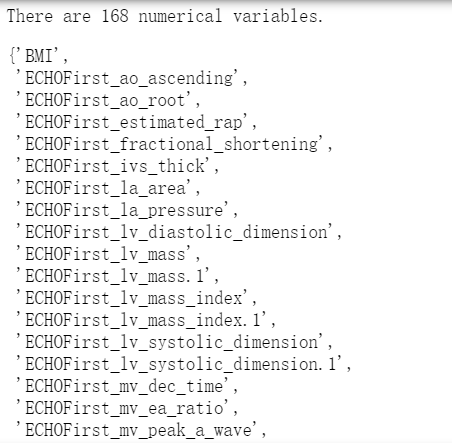 There are 168 numerical variables.
{'BMI',
'ECHOFirst_ao_ascending',
'ECHOFirst_ao_root',
'ECHOFirst_estimated_rap',
'ECHOFirst_fractional_shortening',
'ECHOFirst_ivs_thick',
'ECHOFirst_la_area',
'ECHOFirst_la_pressure',
'ECHOFirst_lv_diastolic_dimension',
'ECHOFirst_lv_mass',
'ECHOFirst_lv_mass.1',
'ECHOFirst_lv_mass_index',
'ECHOFirst_lv_mass_index.1',
'ECHOFirst_lv_systolic_dimension',
'ECHOFirst_lv_systolic_dimension.1',
'ECHOFirst_mv_dec_time',
'ECHOFirst_mv_ea_ratio',
'ECHOFirst_mv_peak_a_wave',